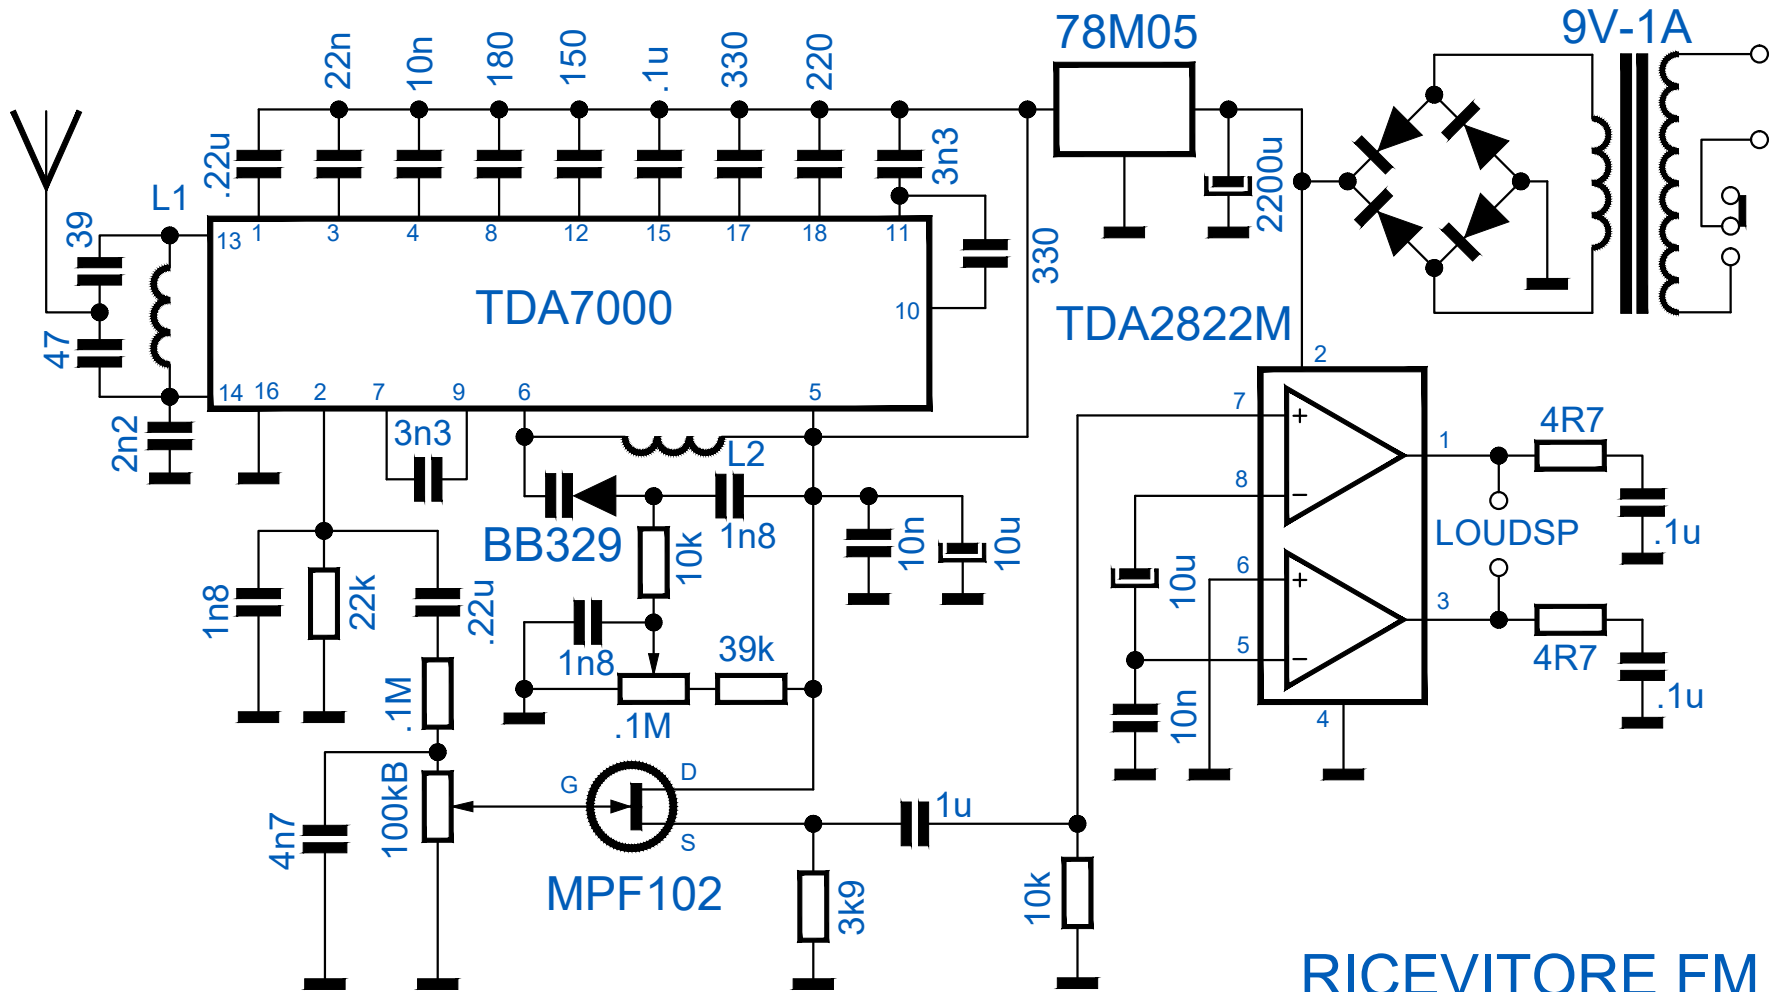 78M05
9V-1A
22n
10n
180
150
.1u
330
220
.22u
3n3
2200u
L1
39
13
1
3
4
8
12
15
17
18
11
330
TDA7000
10
TDA2822M
47
2
14
16
2
7
9
6
5
7
+
4R7
2n2
3n3
L2
1
8
−
BB329
1n8
10k
10n
10u
LOUDSP
.1u
1n8
22k
.22u
10u
6
+
3
1n8
39k
5
−
4R7
.1M
.1M
10n
4
.1u
100kB
G
D
S
4n7
1u
MPF102
3k9
10k
RICEVITORE FM